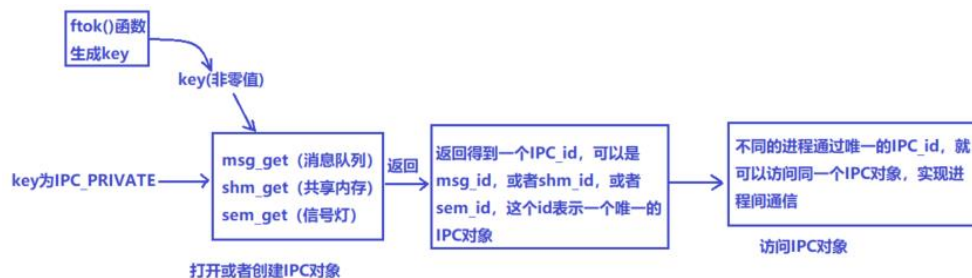 ftok()函数
生成key
key(非零值)
key为IPC_PRIVATE
msg_get（消息队列）
shm_get（共享内存）
sem_get（信号灯）
打开或者创建IPC对象
返回
返回得到一个IPC_id，可以是
msg_id，或者shm_id，或者
sem_id，这个id表示一个唯一的
IPC对象
不同的进程通过唯一的IPC_id，就
可以访问同一个IPC对象，实现进
程间通信
访问IPC对象